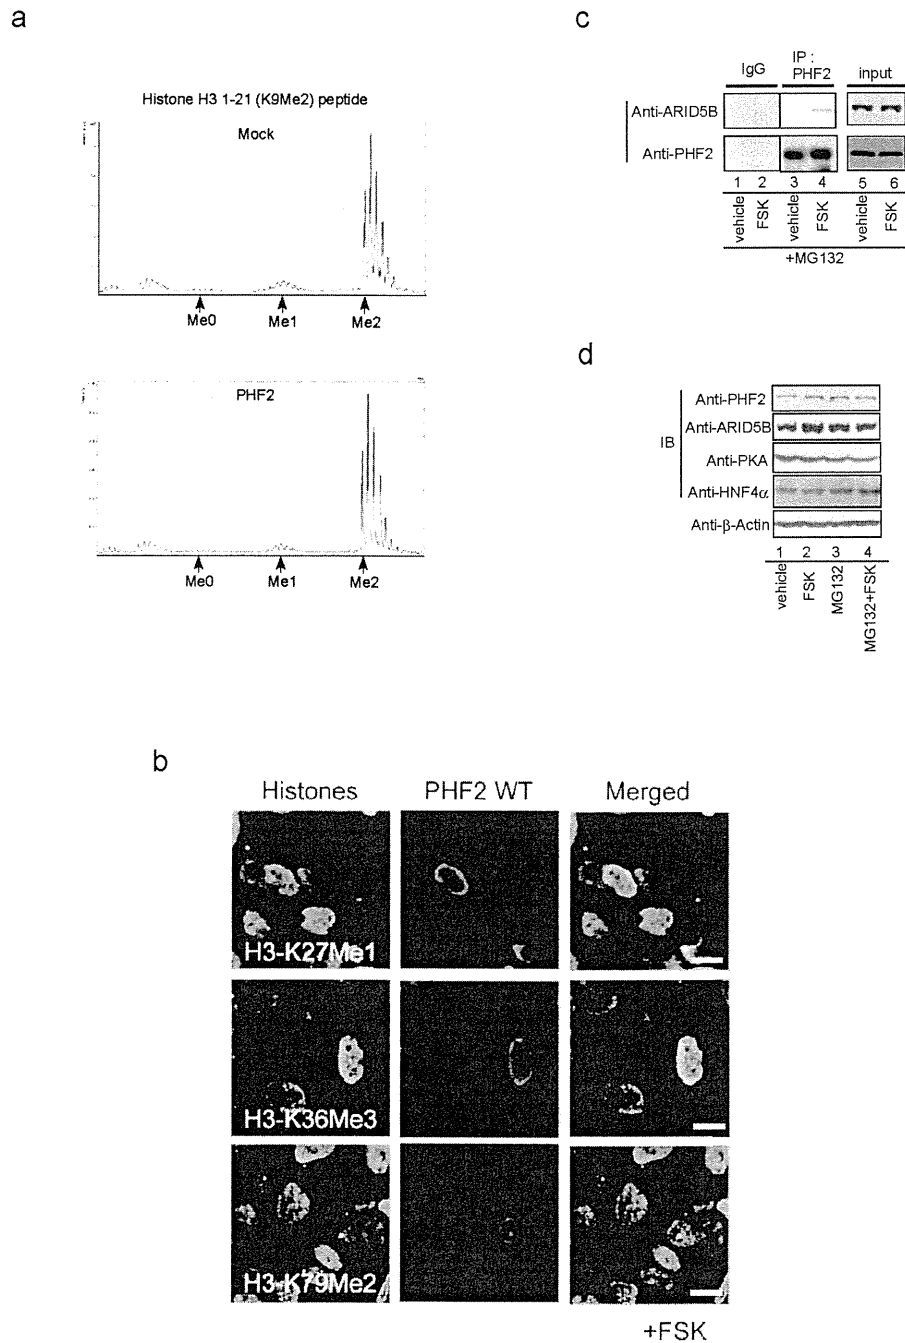 a
Histone H3 1-21 (K9Me2) peptide
Mock
Me0 Me1 Me2
PHF2
Me0 Me1 Me2
c
IgG IP : PHF2 input
Anti-ARID5B
Anti-PHF2
1 2 3 4 5 6
vehicle FSK vehicle FSK vehicle FSK
+MG132
d
IB
Anti-PHF2
Anti-ARID5B
Anti-PKA
Anti-HNF4α
Anti-β-Actin
1 2 3 4
vehicle FSK MG132 MG132+FSK
b
Histones PHF2 WT Merged
H3-K27Me1
H3-K36Me3
H3-K79Me2
+FSK